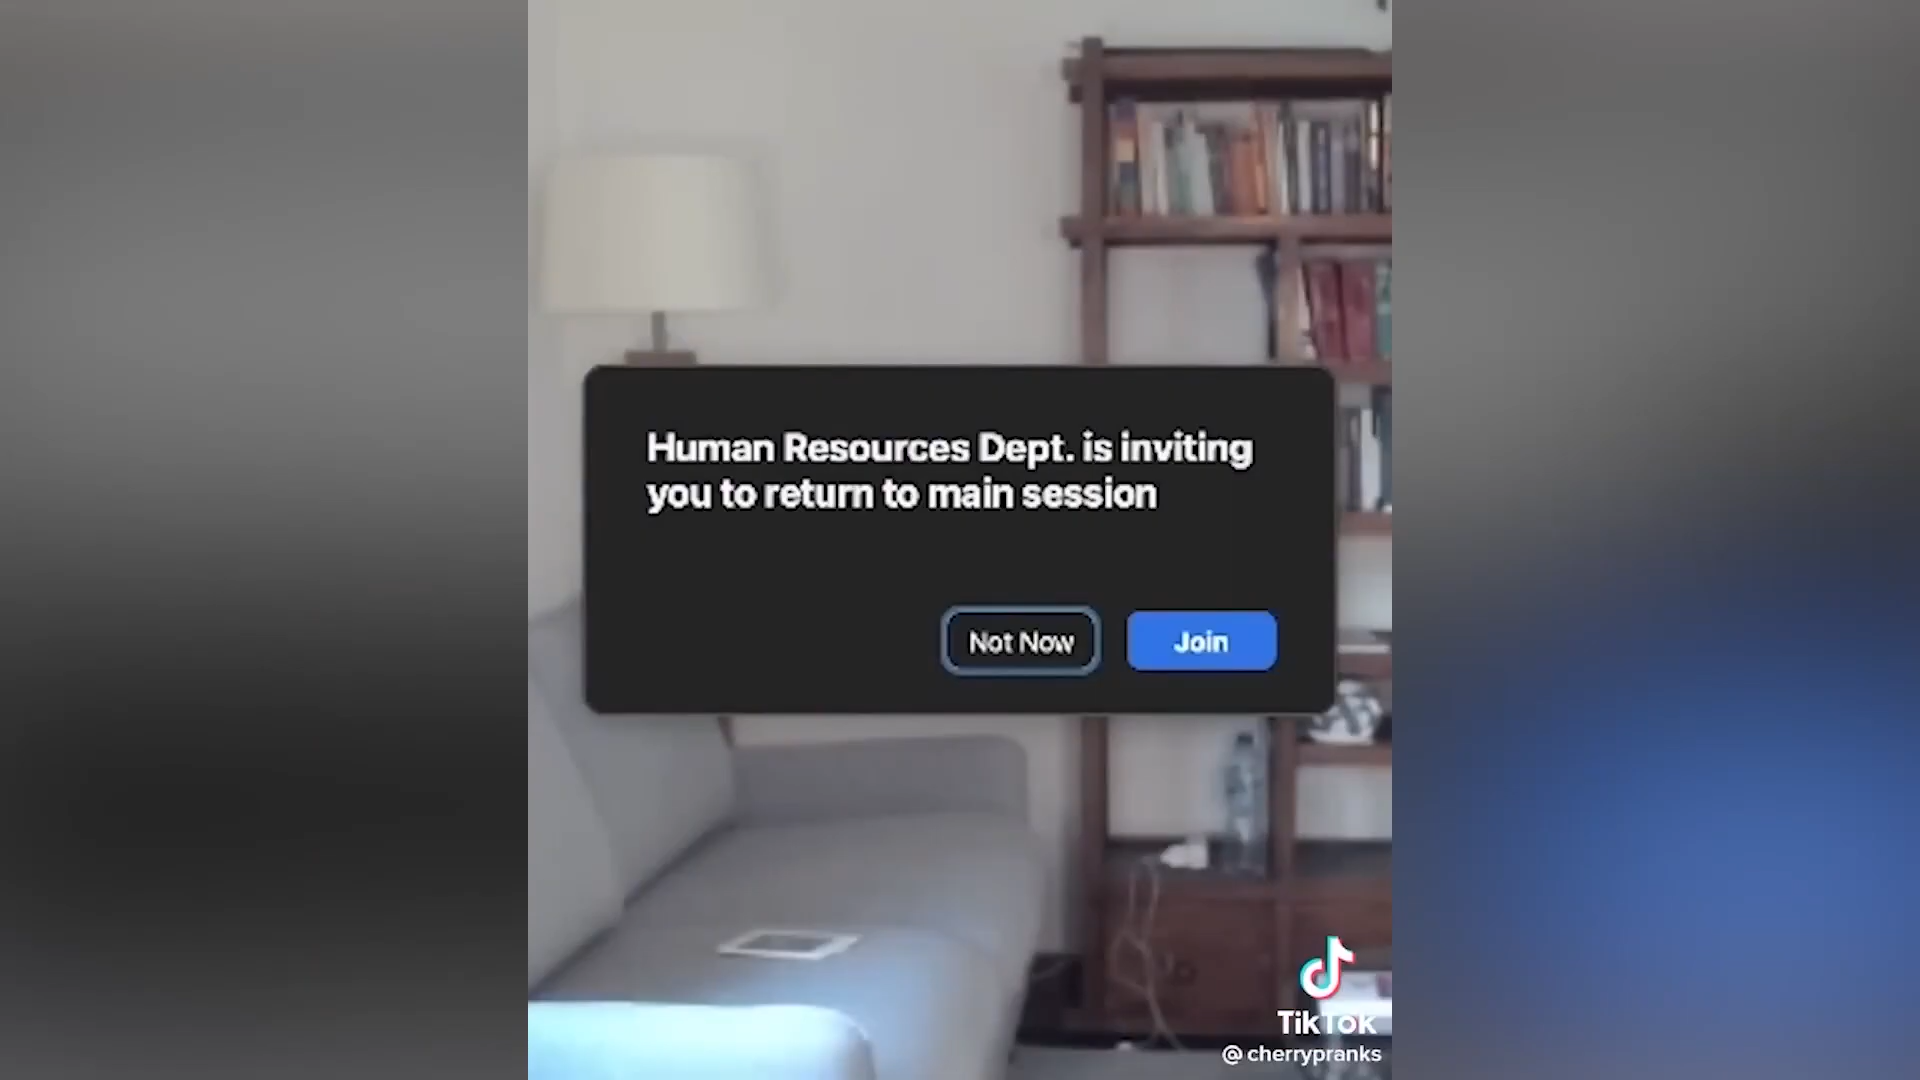 Human Resources Dept. is inviting
you to return to main session
Not Now
Join
TikTok
@cherrypranks